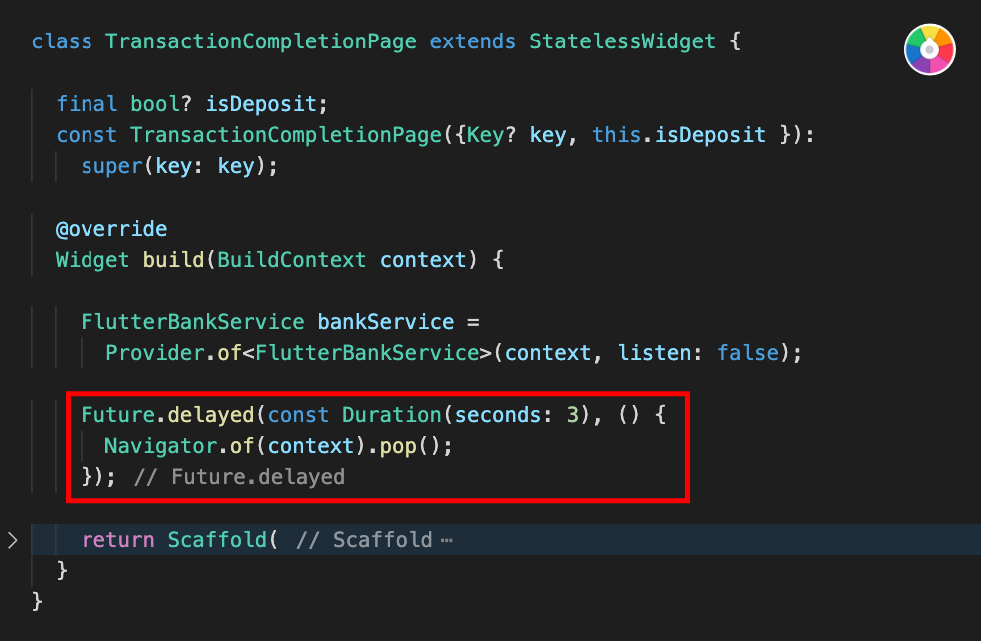 class TransactionCompletionPage extends StatelessWidget {
final bool? isDeposit;
const TransactionCompletionPage({Key? key, this.isDeposit }):
super(key: key);
@override
Widget build(BuildContext context) {
FlutterBankService bankService =
Provider.of<FlutterBankService>(context, listen: false);
Future.delayed(const Duration(seconds: 3), () {
Navigator.of(context).pop();
}); // Future.delayed
return Scaffold( // Scaffold ⋯
}
}